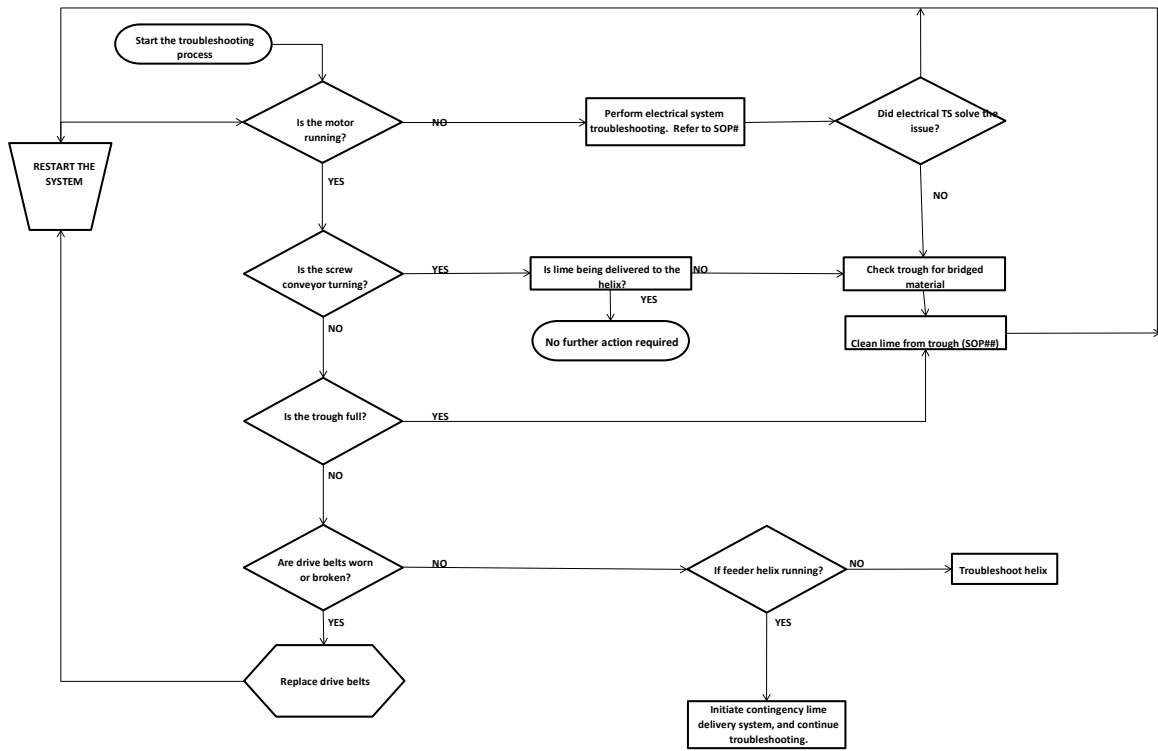 Start the troubleshooting
process
Is the motor
running?
NO
Perform electrical system
troubleshooting. Refer to SOP#
Did electrical TS solve the
issue?
RESTART THE
SYSTEM
YES
NO
Is the screw
conveyor turning?
YES
Is lime being delivered to the
helix?
NO
Check trough for bridged
material
YES
NO
No further action required
Clean lime from trough (SOP##)
Is the trough full?
YES
NO
Are drive belts worn
or broken?
NO
If feeder helix running?
NO
Troubleshoot helix
YES
YES
Replace drive belts
Initiate contingency lime
delivery system, and continue
troubleshooting.